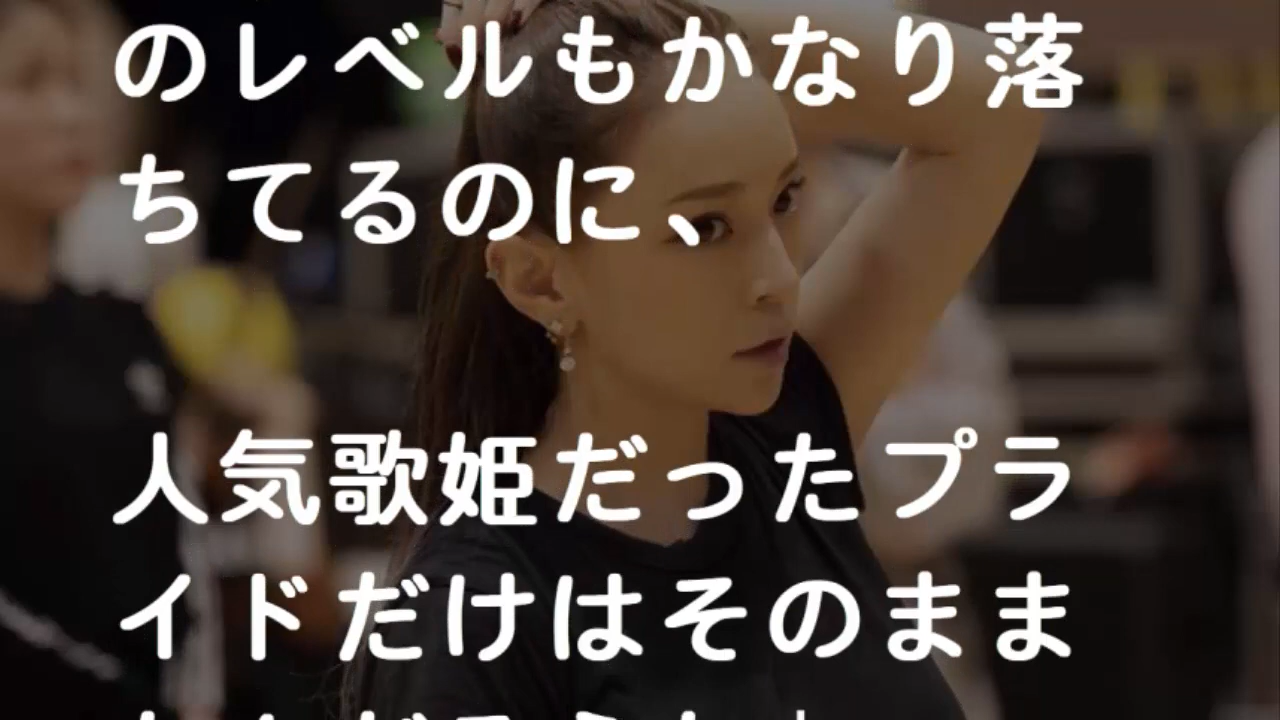 のレベルもかなり落
ちてるのに、
人気歌姫だったプラ
イドだけはそのまま